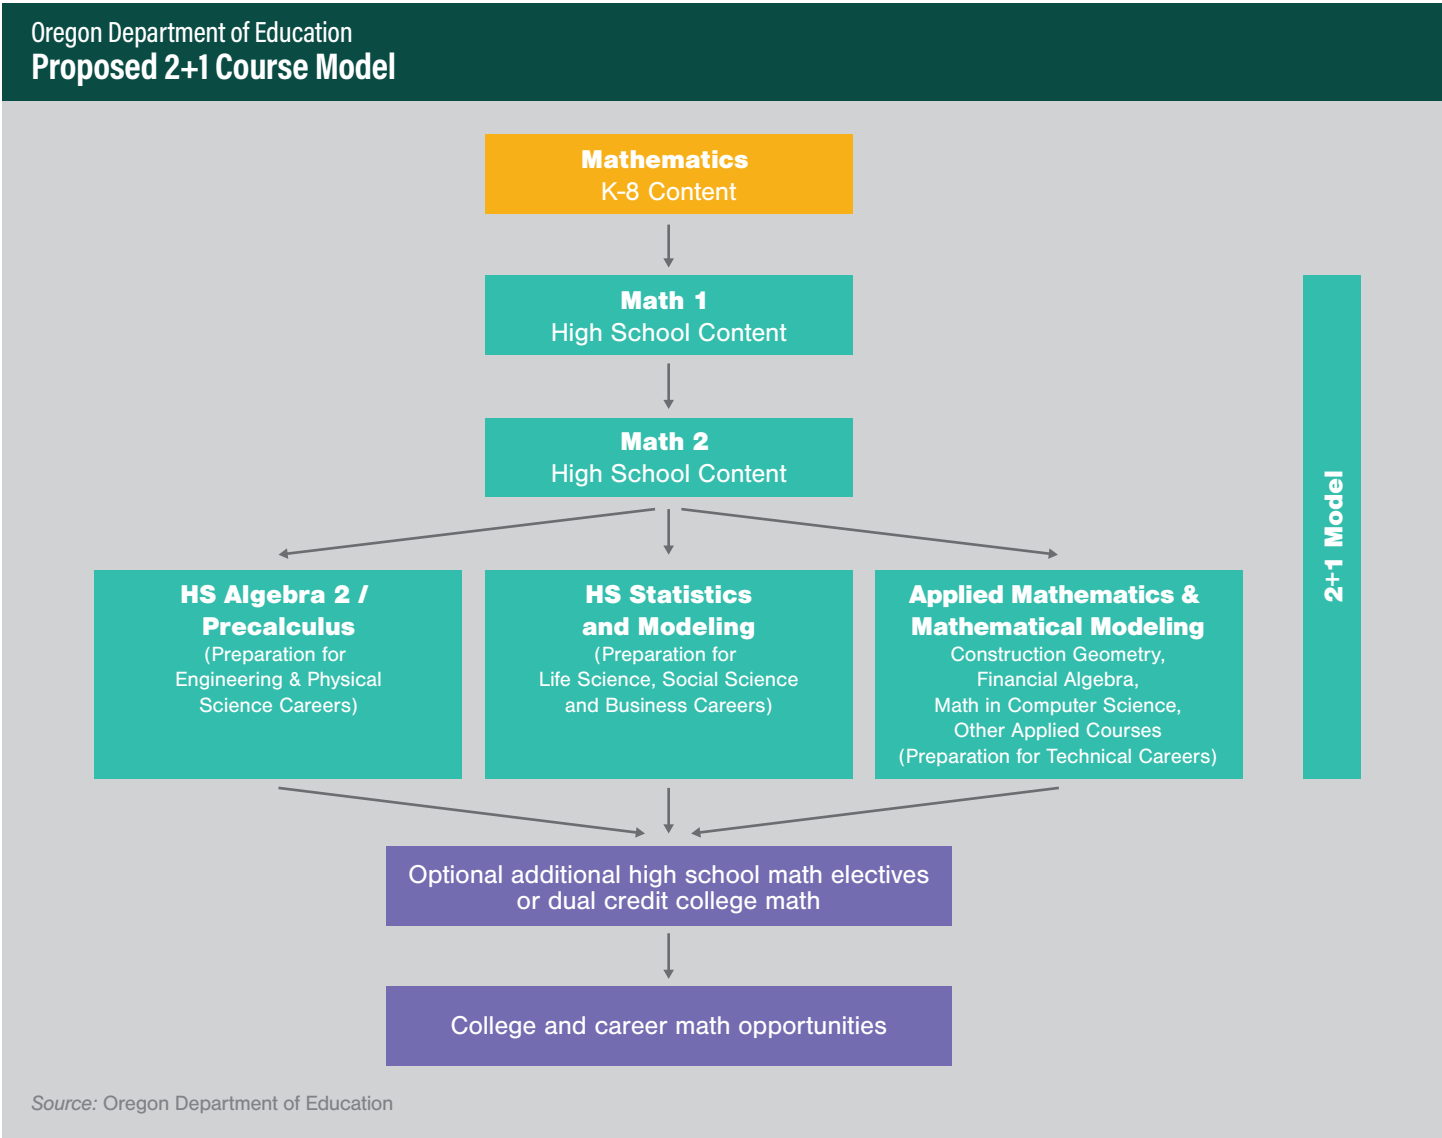 Oregon Department of Education
Proposed 2+1 Course Model
Mathematics
K-8 Content
Math 1
High School Content
Math 2
High School Content
HS Algebra 2 /
Precalculus
(Preparation for
Engineering & Physical
Science Careers)
HS Statistics
and Modeling
(Preparation for
Life Science, Social Science
and Business Careers)
Applied Mathematics &
Mathematical Modeling
Construction Geometry,
Financial Algebra,
Math in Computer Science,
Other Applied Courses
(Preparation for Technical Careers)
2+1 Model
Optional additional high school math electives
or dual credit college math
College and career math opportunities
Source: Oregon Department of Education